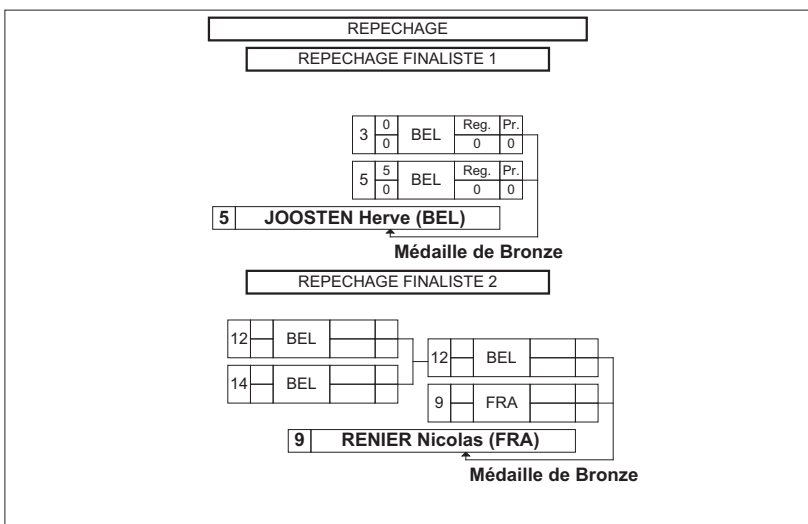 REPECHAGE
REPECHAGE FINALISTE 1
3 0 BEL Reg. Pr.
0 0 0
5 5 BEL Reg. Pr.
0 0 0
5 JOOSTEN Herve (BEL)
Médaille de Bronze
REPECHAGE FINALISTE 2
12 BEL
12 BEL
14 BEL
9 FRA
9 RENIER Nicolas (FRA)
Médaille de Bronze